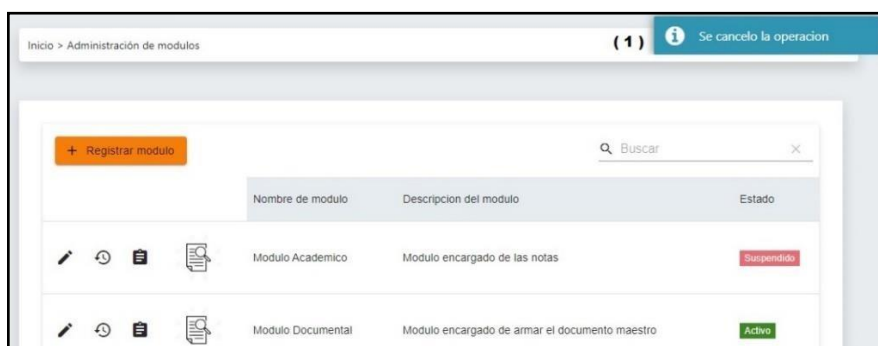 Inicio > Administración de modulos
( 1 )
Se cancelo la operacion
+ Registrar modulo
Buscar
Nombre de modulo Descripcion del modulo Estado
Modulo Academico Modulo encargado de las notas Suspendido
Modulo Documental Modulo encargado de armar el documento maestro Activo